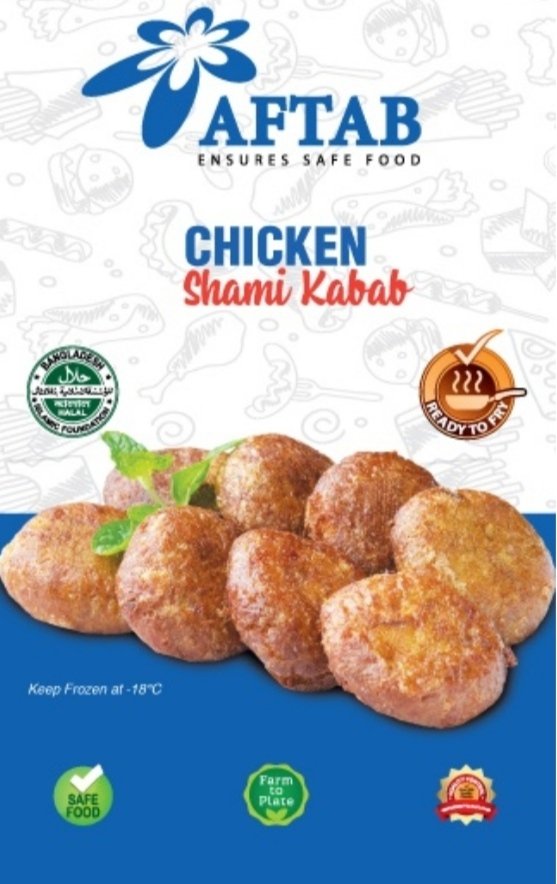 AFTAB
ENSURES SAFE FOOD
CHICKEN
Shami Kabab
BANGLADESH
حلال
HALAL
ISLAMIC FOUNDATION
READY TO FRY
Keep Frozen at -18°C
SAFE
FOOD
Farm
to
Plate